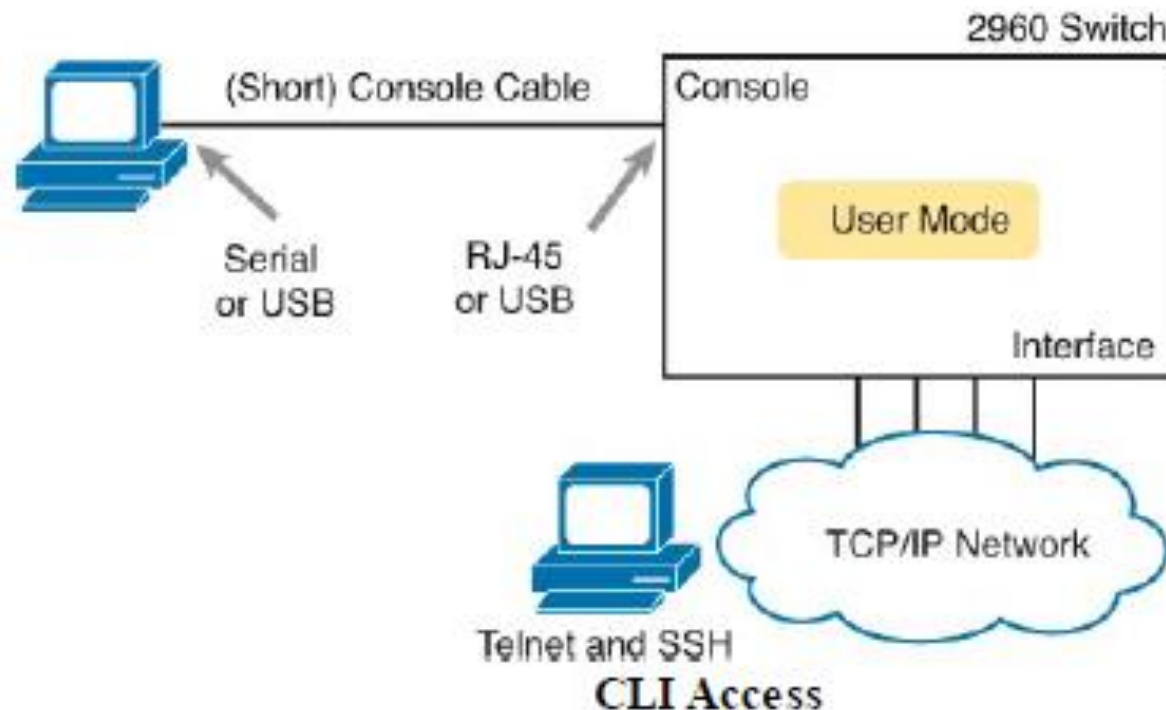 2960 Switch
(Short) Console Cable
Console
User Mode
Serial
or USB
RJ-45
or USB
Interface
TCP/IP Network
Telnet and SSH
CLI Access